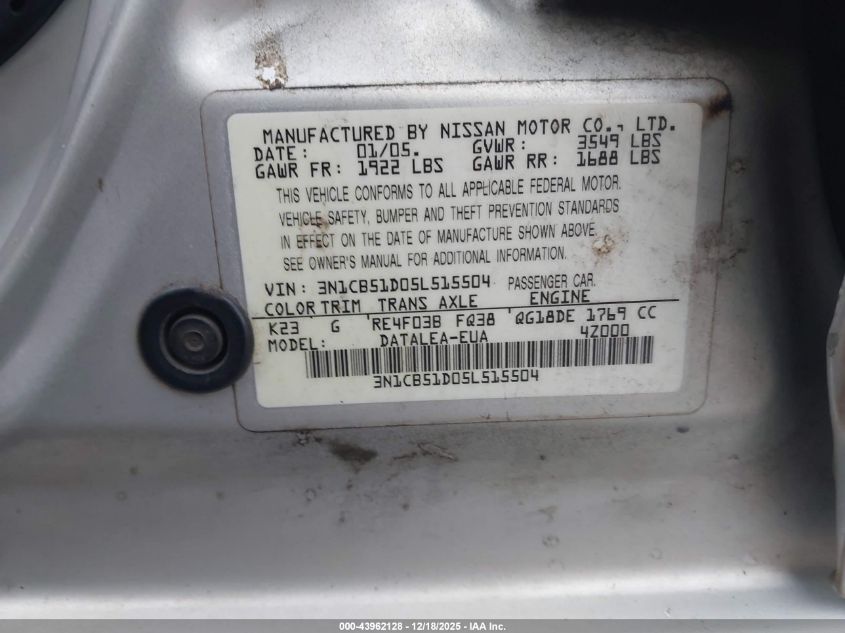 MANUFACTURED BY NISSAN MOTOR CO., LTD.
DATE: 01/05. GVWR: 3549 LBS
GAWR FR: 1922 LBS GAWR RR: 1688 LBS
THIS VEHICLE CONFORMS TO ALL APPLICABLE FEDERAL MOTOR.
VEHICLE SAFETY, BUMPER AND THEFT PREVENTION STANDARDS
IN EFFECT ON THE DATE OF MANUFACTURE SHOWN ABOVE.
SEE OWNER'S MANUAL FOR ADDITIONAL INFORMATION.
VIN: 3N1CB51D05L515504 PASSENGER CAR.
COLOR TRIM TRANS AXLE ENGINE
K23 G RE4F03B FQ38 QG18DE 1769 CC
MODEL: DATALEA-EUA 4Z000
3N1CB51D05L515504
000-43962128 - 12/18/2025 - IAA Inc.